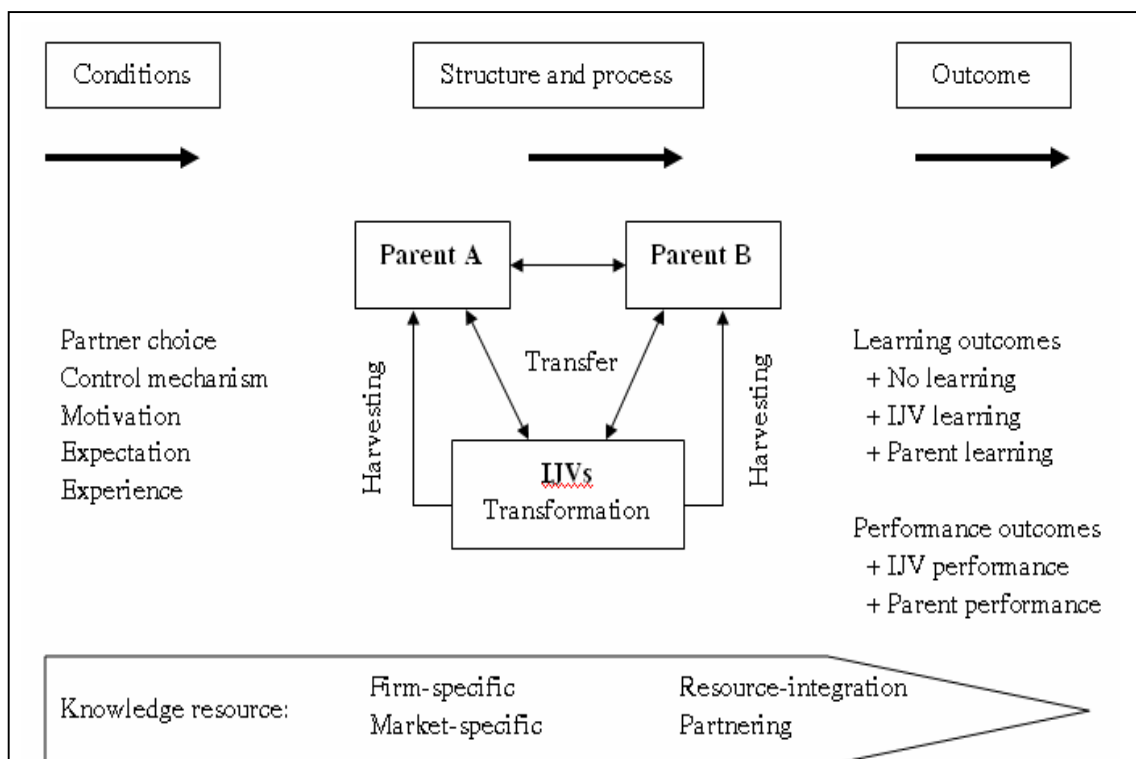 Conditions
Structure and process
Outcome
Parent A
Parent B
Partner choice
Control mechanism
Motivation
Expectation
Experience
Harvesting
Transfer
Harvesting
IJVs
Transformation
Learning outcomes
+ No learning
+ IJV learning
+ Parent learning
Performance outcomes
+ IJV performance
+ Parent performance
Knowledge resource:
Firm-specific
Market-specific
Resource-integration
Partnering